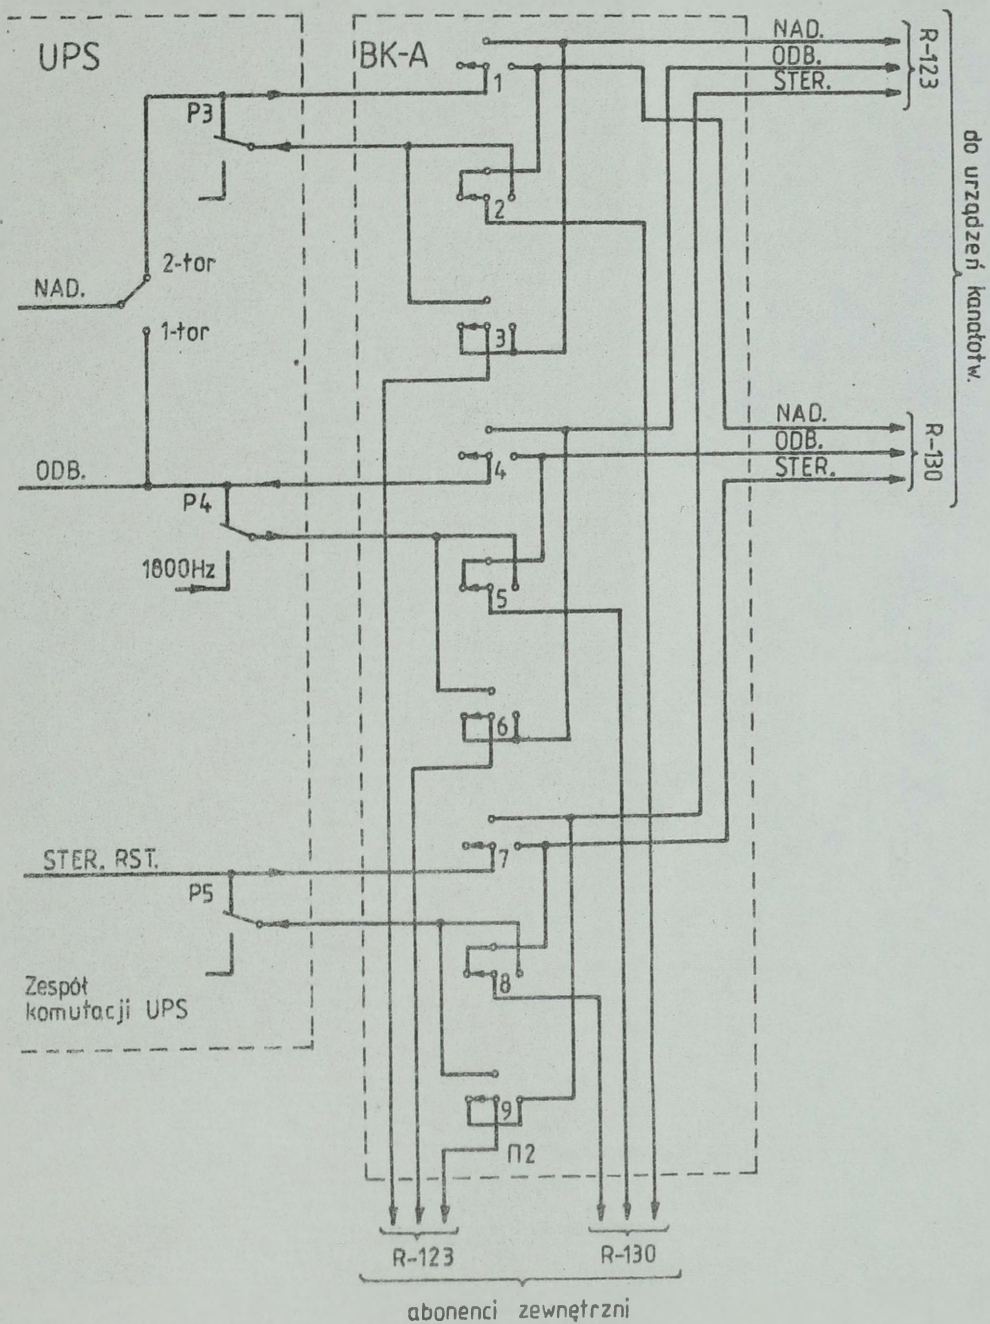 UPS
BK-A
NAD.
ODB.
STER.
R-123
1
P3
do urządzeń kanałotw.
2
2-tor
NAD.
1-tor
3
NAD.
ODB.
STER.
R-130
4
ODB.
P4
1800Hz
5
6
7
STER. RST.
P5
8
Zespół
komutacji UPS
9
П2
R-123
R-130
abonenci zewnętrzni